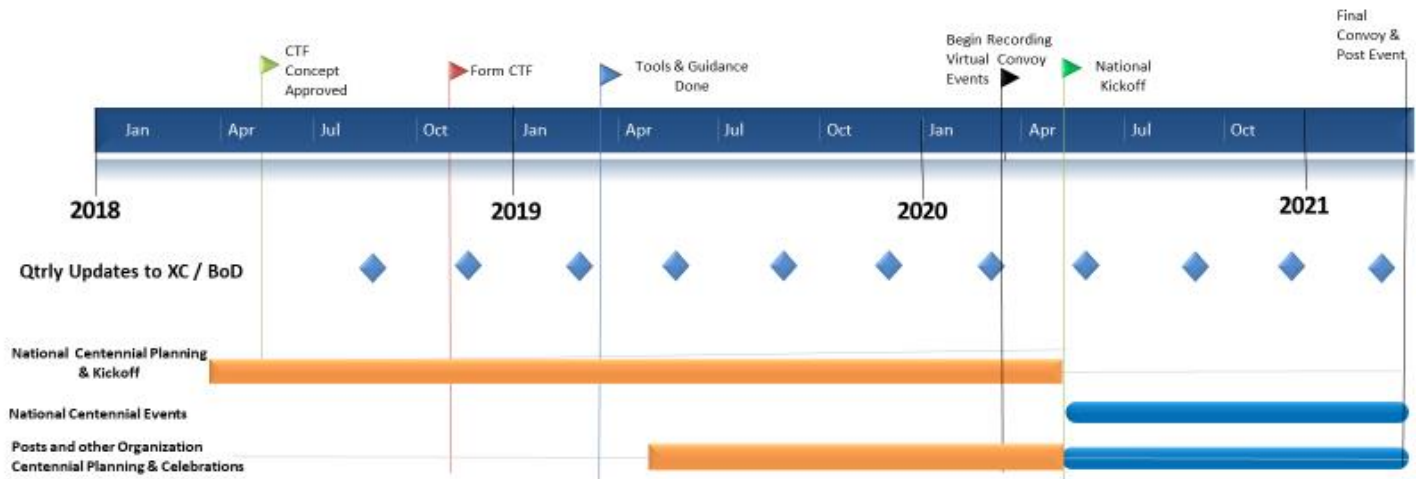 CTF
Concept
Approved
Form CTF
Tools & Guidance
Done
Begin Recording
Virtual Convoy
Events
National
Kickoff
Final
Convoy &
Post Event
Jan Apr Jul Oct Jan Apr Jul Oct Jan Apr Jul Oct
2018 2019 2020 2021
Qtrly Updates to XC / BoD
National Centennial Planning
& Kickoff
National Centennial Events
Posts and other Organization
Centennial Planning & Celebrations